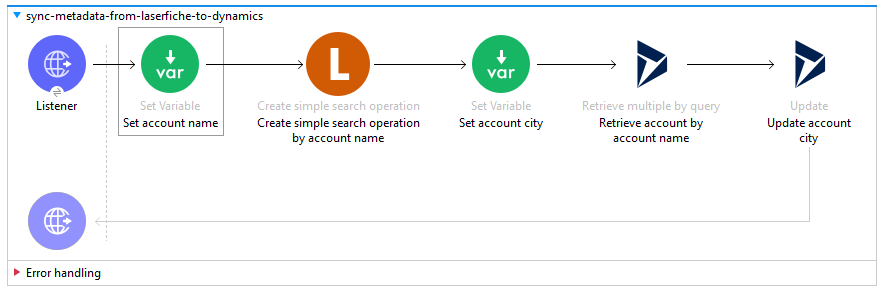 sync-metadata-from-laserfiche-to-dynamics
var
L
var
Set Variable
Create simple search operation
Set Variable
Retrieve multiple by query
Update
Listener
Set account name
Create simple search operation
by account name
Set account city
Retrieve account by
account name
Update account
city
Error handling